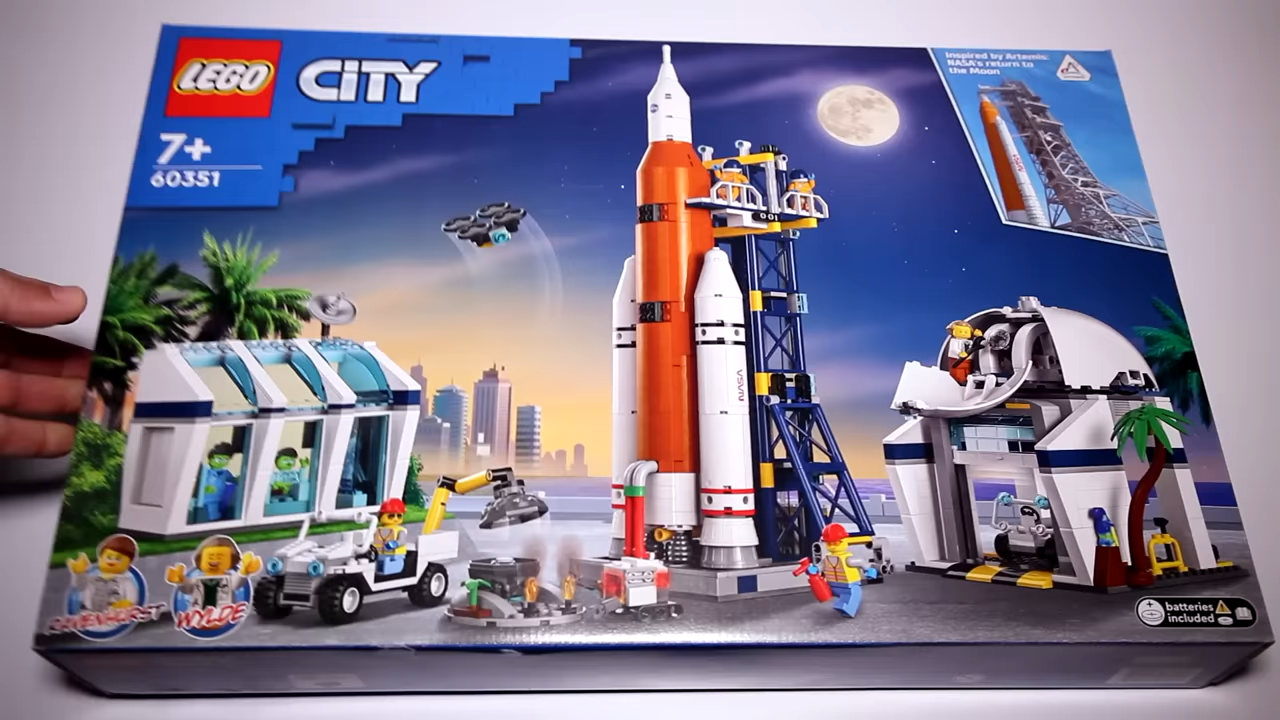 LEGO
CITY
7+
60351
Inspired by Artemis:
NASA's return to
the Moon
NASA
RAVENHURST
WYLDE
batteries
included